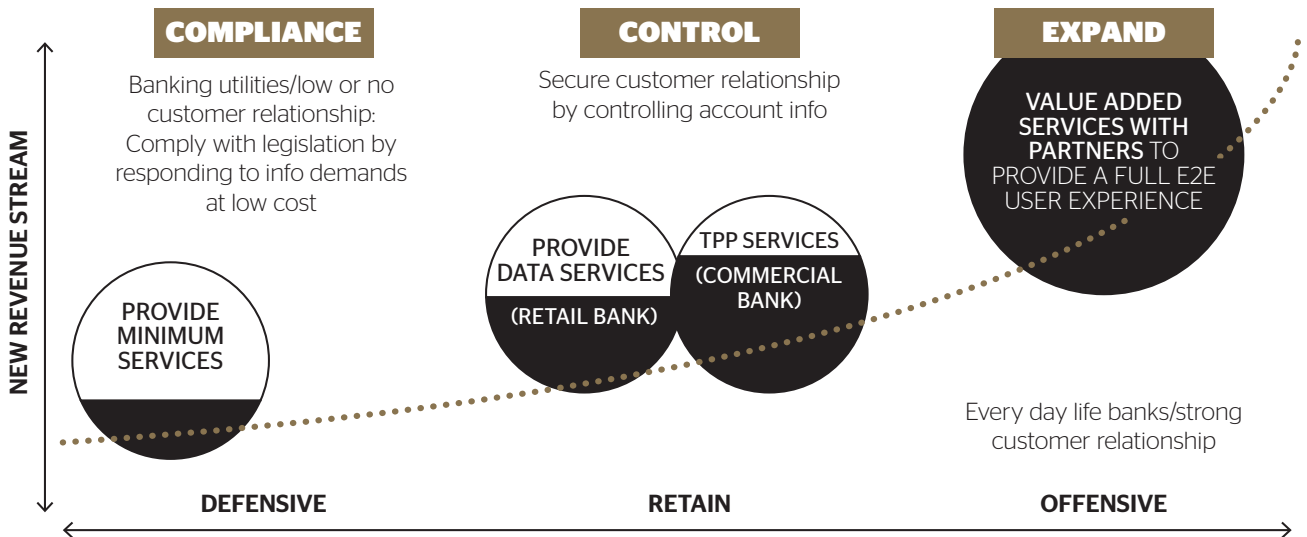 COMPLIANCE
Banking utilities/low or no
customer relationship:
Comply with legislation by
responding to info demands
at low cost
PROVIDE
MINIMUM
SERVICES
CONTROL
Secure customer relationship
by controlling account info
PROVIDE
DATA SERVICES
(RETAIL BANK)
TPP SERVICES
(COMMERCIAL
BANK)
EXPAND
VALUE ADDED
SERVICES WITH
PARTNERS TO
PROVIDE A FULL E2E
USER EXPERIENCE
Every day life banks/strong
customer relationship
NEW REVENUE STREAM
DEFENSIVE
RETAIN
OFFENSIVE